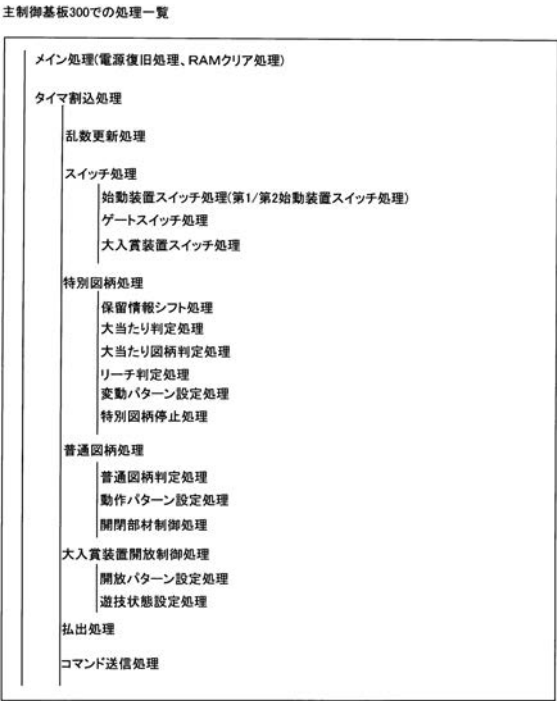 主制御基板300での処理一覧
メイン処理(電源復旧処理、RAMクリア処理)
タイマ割込処理
乱数更新処理
スイッチ処理
始動装置スイッチ処理(第1/第2始動装置スイッチ処理)
ゲートスイッチ処理
大入賞装置スイッチ処理
特別図柄処理
保留情報シフト処理
大当たり判定処理
大当たり図柄判定処理
リーチ判定処理
変動パターン設定処理
特別図柄停止処理
普通図柄処理
普通図柄判定処理
動作パターン設定処理
開閉部材制御処理
大入賞装置開放制御処理
開放パターン設定処理
遊技状態設定処理
払出処理
コマンド送信処理